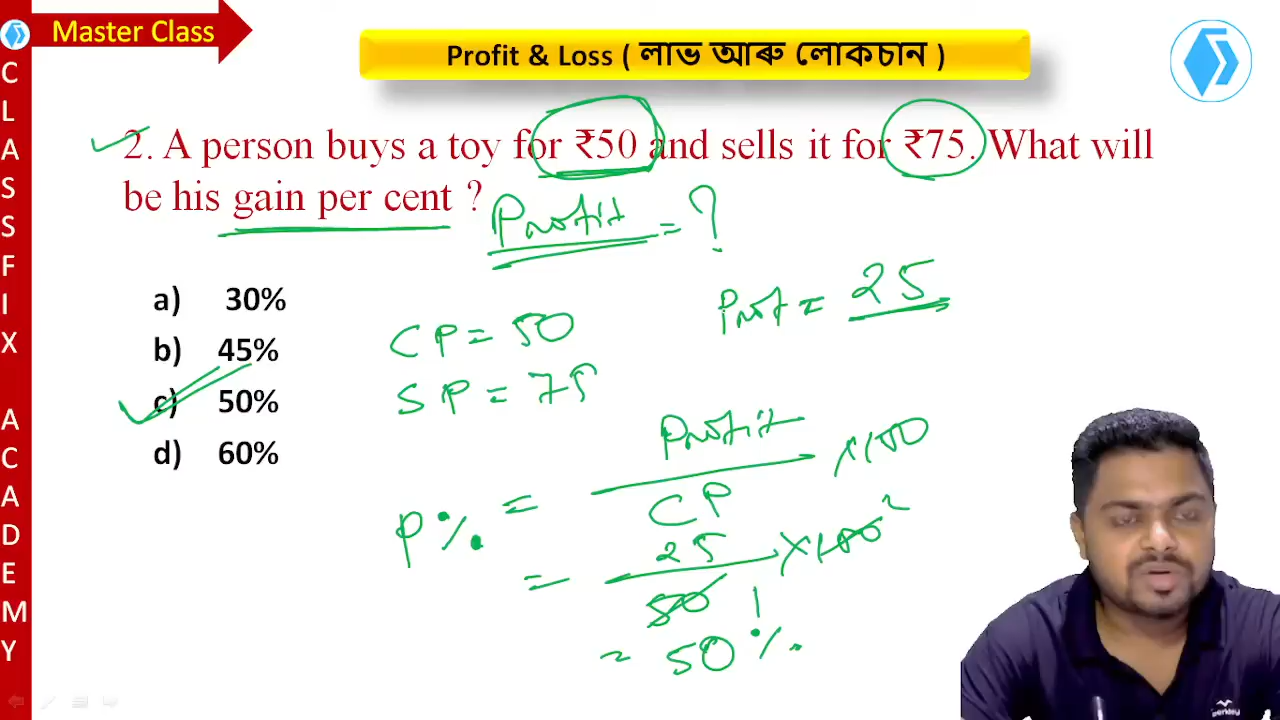 Master Class
CLASSFIX ACADEMY
Profit & Loss ( লাভ আৰু লোকচান )
2. A person buys a toy for ₹50 and sells it for ₹75. What will
be his gain per cent ?
Profit = ?
a) 30%
b) 45%
c) 50%
d) 60%
CP = 50
SP = 75
Prof = 25
P% = Profit / CP × 100
= 25 / 50 × 100 2
1
= 50%